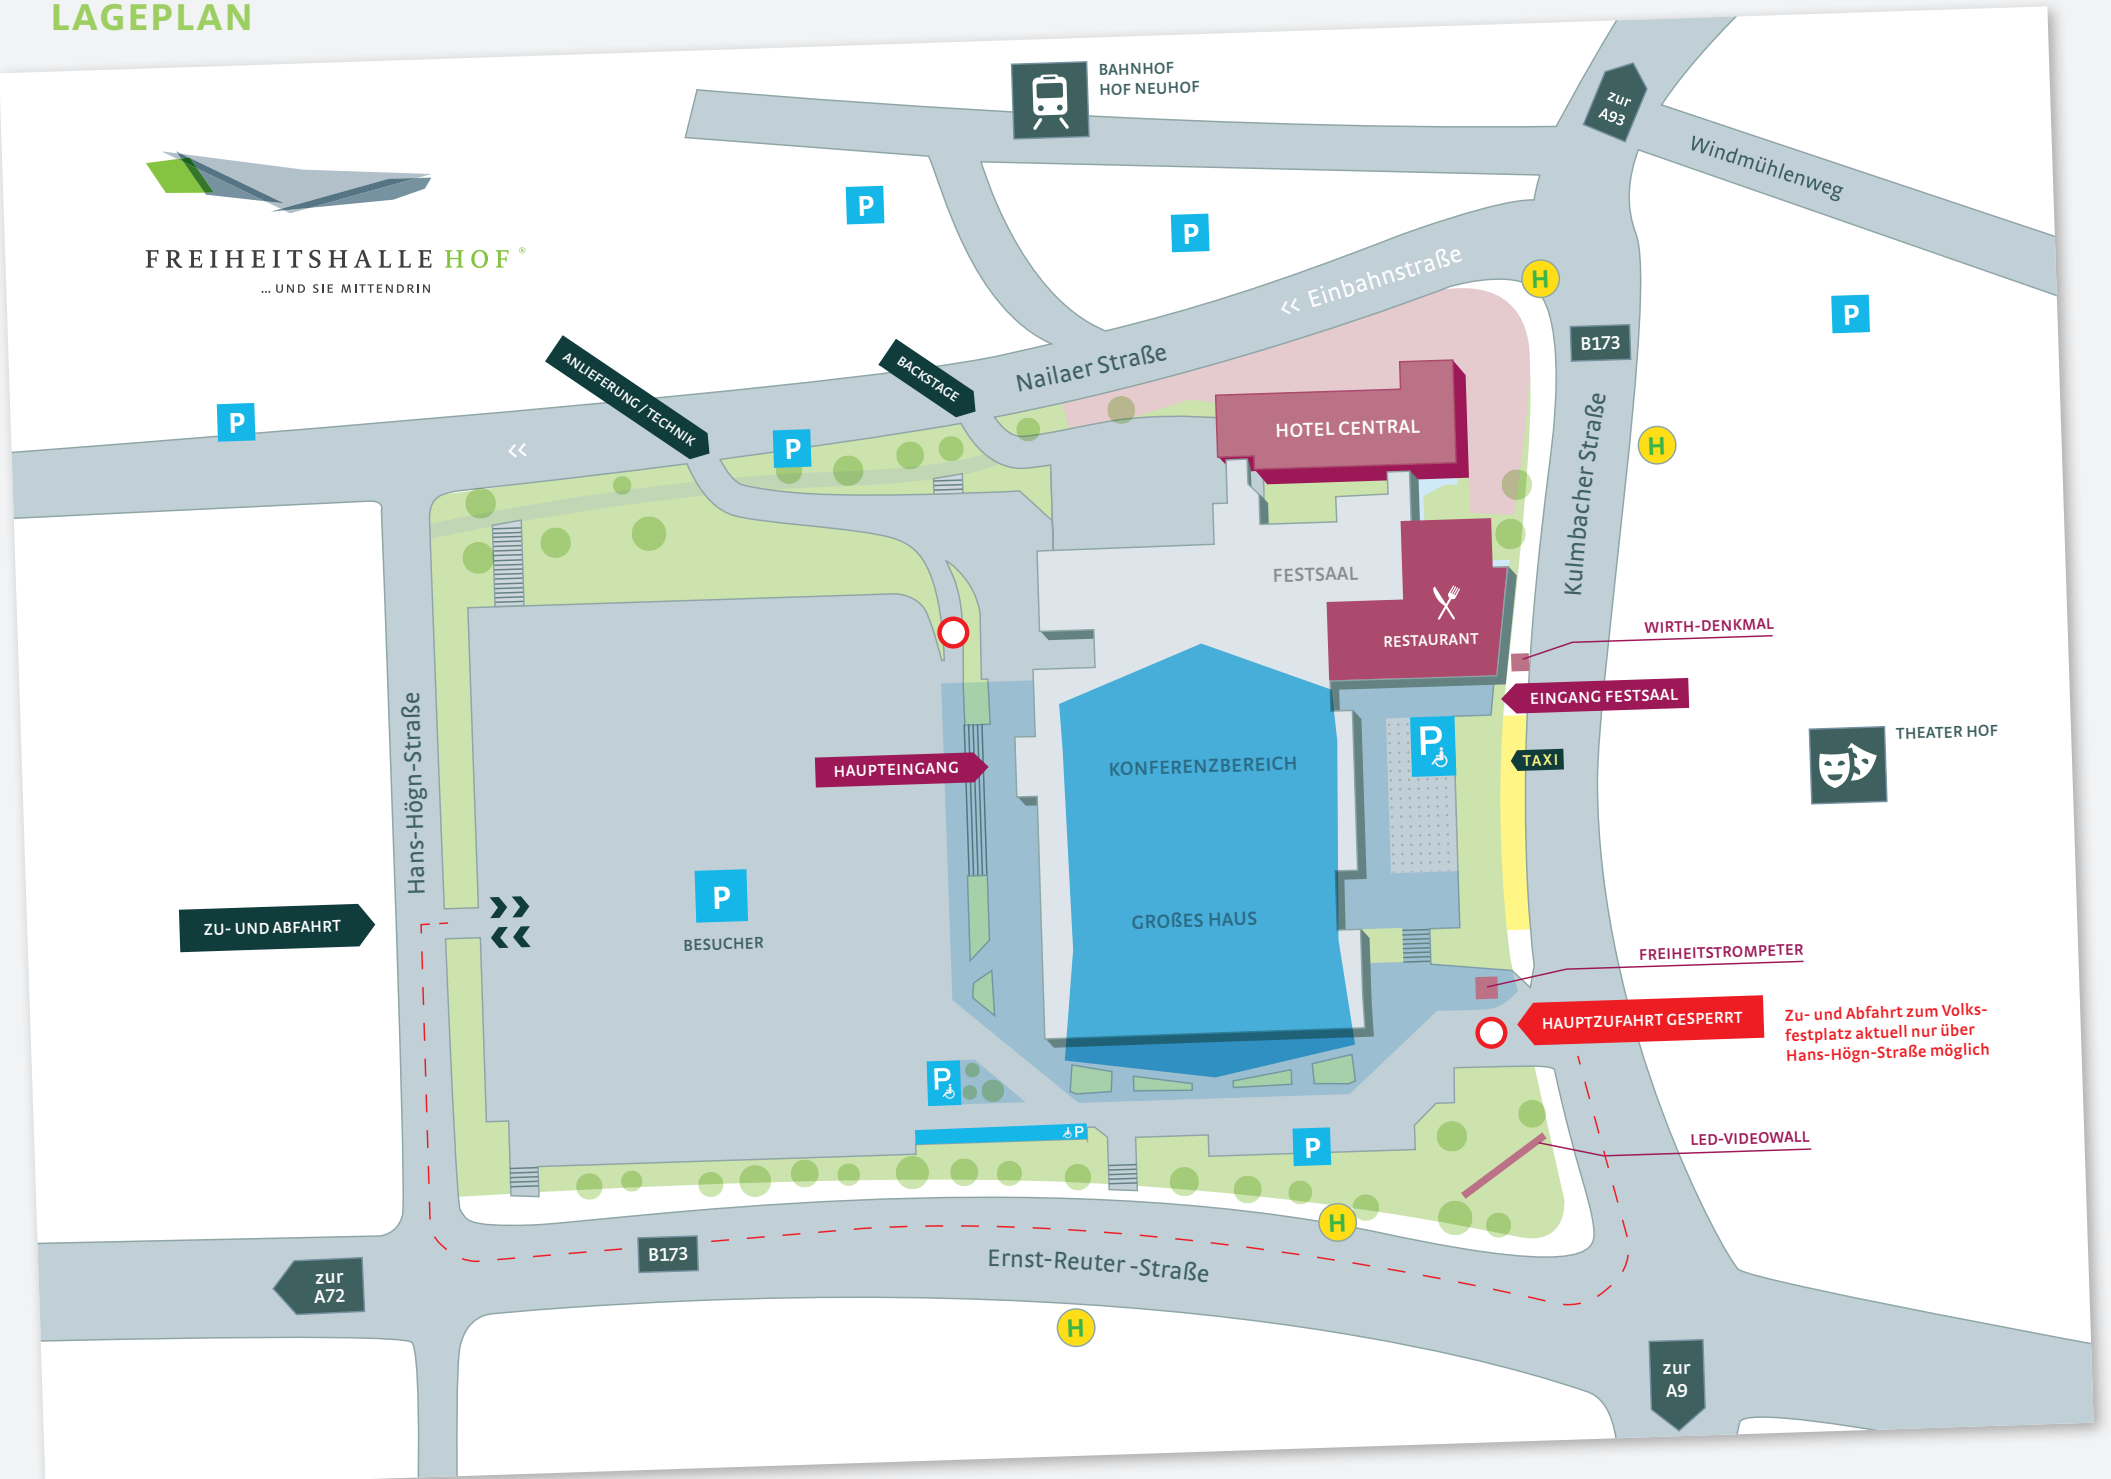 LAGEPLAN
BAHNHOF
HOF NEUHOF
zur
A93
Windmühlenweg
P
P
FREIHEITSHALLE HOF ®
... UND SIE MITTENDRIN
<< Einbahnstraße
H
P
B173
ANLIEFERUNG / TECHNIK
BACKSTAGE
Nailaer Straße
P
<<
P
HOTEL CENTRAL
H
Kulmbacher Straße
FESTSAAL
RESTAURANT
WIRTH-DENKMAL
EINGANG FESTSAAL
Hans-Högn-Straße
HAUPTEINGANG
KONFERENZBEREICH
P
TAXI
THEATER HOF
ZU- UND ABFAHRT
P
BESUCHER
GROßES HAUS
FREIHEITSTROMPETER
HAUPTZUFAHRT GESPERRT
Zu- und Abfahrt zum Volks-
festplatz aktuell nur über
Hans-Högn-Straße möglich
P
P
P
LED-VIDEOWALL
H
B173
Ernst-Reuter -Straße
zur
A72
H
zur
A9